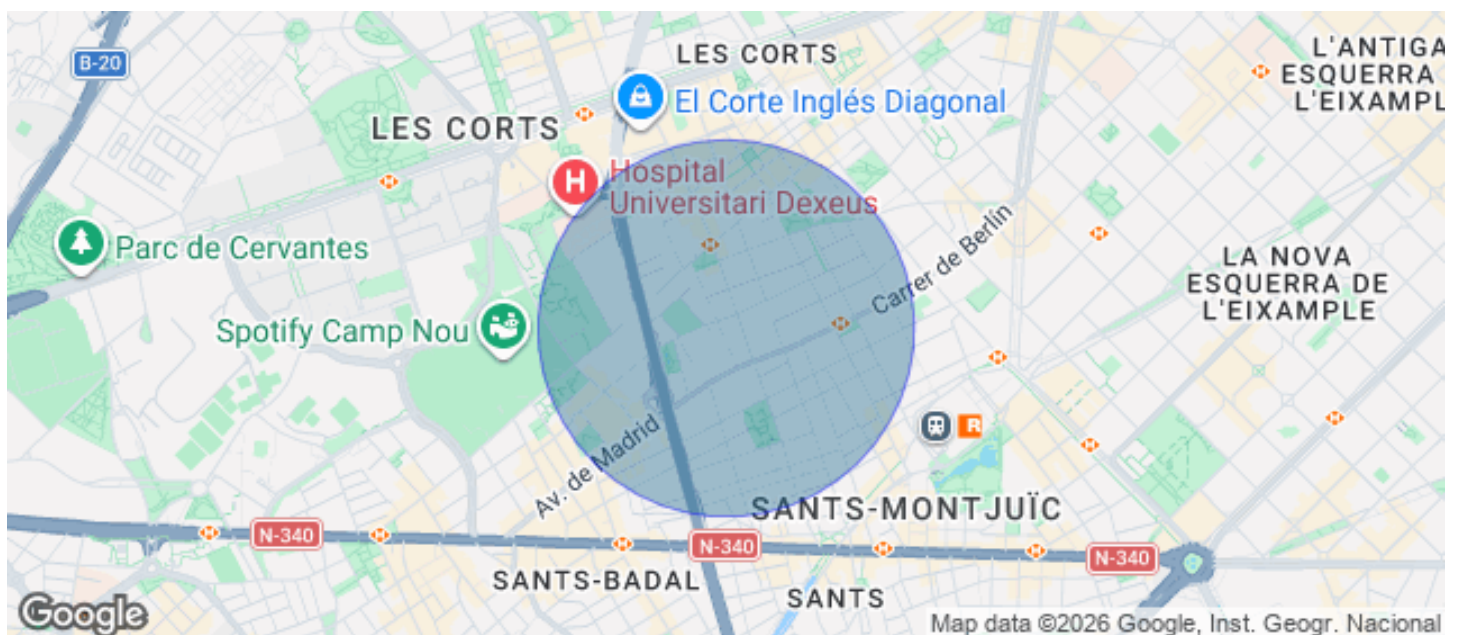 B-20
LES CORTS
El Corte Inglés Diagonal
L'ANTIGA
ESQUERRA
L'EIXAMPL
LES CORTS
H
Hospital
Universitari Dexeus
Parc de Cervantes
Carrer de Berlín
LA NOVA
ESQUERRA DE
L'EIXAMPLE
Spotify Camp Nou
Av. de Madrid
R
SANTS-MONTJUÏC
N-340
N-340
N-340
SANTS-BADAL
SANTS
Google
Map data ©2026 Google, Inst. Geogr. Nacional